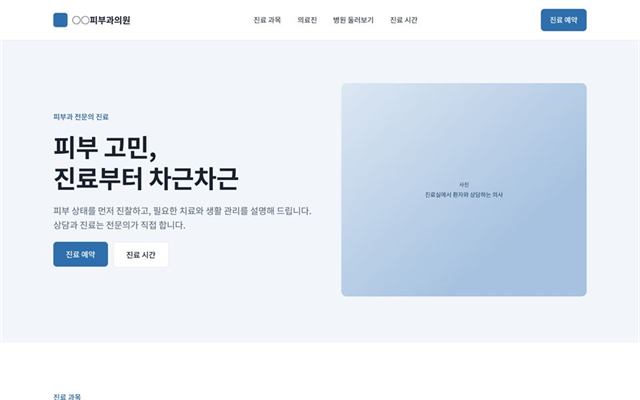 ○○피부과의원
진료 과목
의료진
병원 둘러보기
진료 시간
진료 예약
피부과 전문의 진료
피부 고민,
진료부터 차근차근
피부 상태를 먼저 진찰하고, 필요한 치료와 생활 관리를 설명해 드립니다.
상담과 진료는 전문의가 직접 합니다.
진료 예약
진료 시간
사진
진료실에서 환자와 상담하는 의사
진료 과목